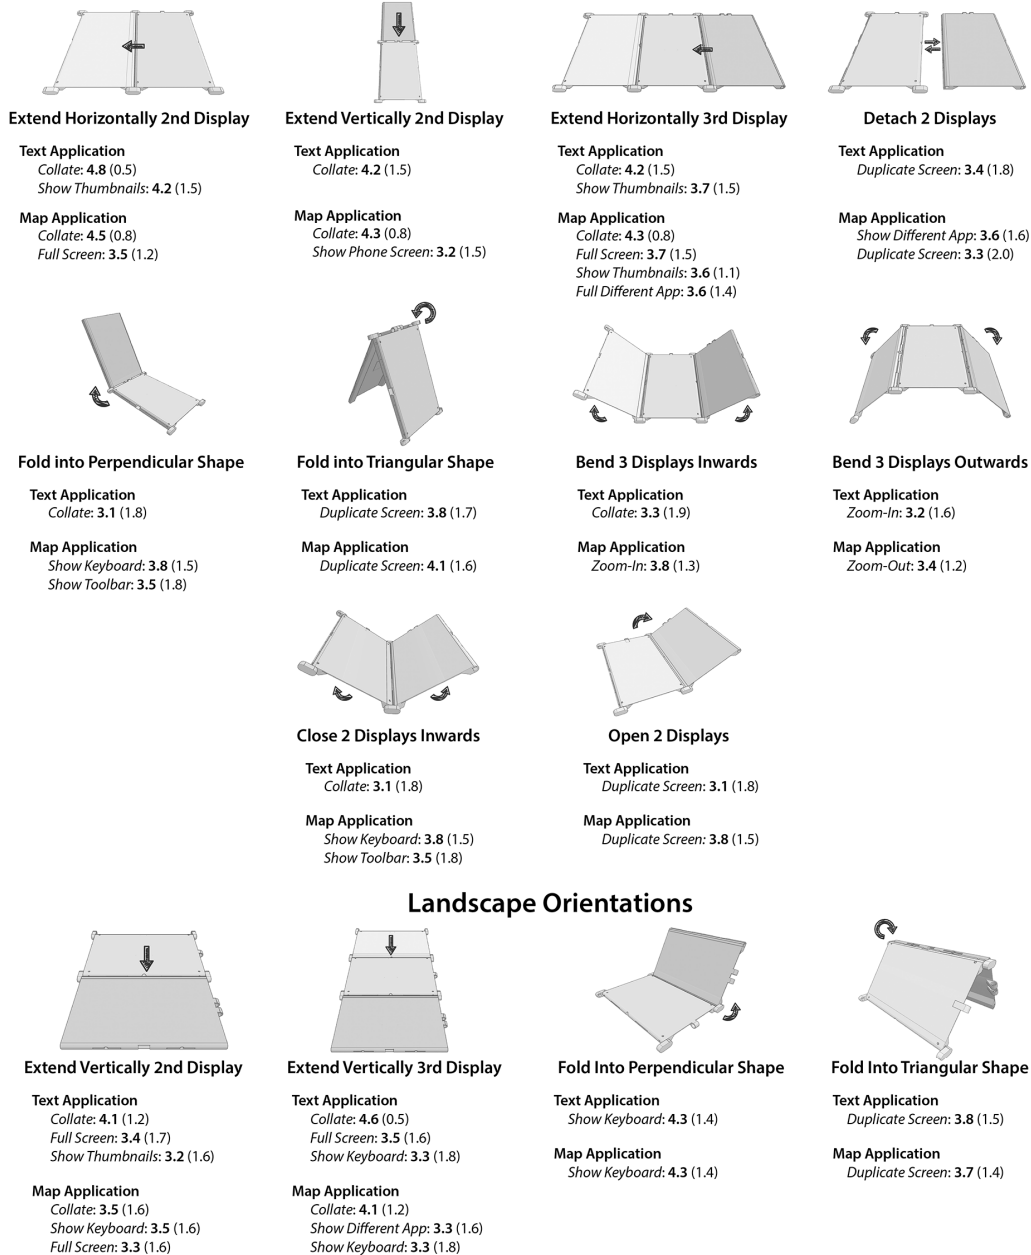 Extend Horizontally 2nd Display
Text Application
Collate: 4.8 (0.5)
Show Thumbnails: 4.2 (1.5)
Map Application
Collate: 4.5 (0.8)
Full Screen: 3.5 (1.2)
Extend Vertically 2nd Display
Text Application
Collate: 4.2 (1.5)
Map Application
Collate: 4.3 (0.8)
Show Phone Screen: 3.2 (1.5)
Extend Horizontally 3rd Display
Text Application
Collate: 4.2 (1.5)
Show Thumbnails: 3.7 (1.5)
Map Application
Collate: 4.3 (0.8)
Full Screen: 3.7 (1.5)
Show Thumbnails: 3.6 (1.1)
Full Different App: 3.6 (1.4)
Detach 2 Displays
Text Application
Duplicate Screen: 3.4 (1.8)
Map Application
Show Different App: 3.6 (1.6)
Duplicate Screen: 3.3 (2.0)
Fold into Perpendicular Shape
Text Application
Collate: 3.1 (1.8)
Map Application
Show Keyboard: 3.8 (1.5)
Show Toolbar: 3.5 (1.8)
Fold into Triangular Shape
Text Application
Duplicate Screen: 3.8 (1.7)
Map Application
Duplicate Screen: 4.1 (1.6)
Bend 3 Displays Inwards
Text Application
Collate: 3.3 (1.9)
Map Application
Zoom-In: 3.8 (1.3)
Bend 3 Displays Outwards
Text Application
Zoom-In: 3.2 (1.6)
Map Application
Zoom-Out: 3.4 (1.2)
Close 2 Displays Inwards
Text Application
Collate: 3.1 (1.8)
Map Application
Show Keyboard: 3.8 (1.5)
Show Toolbar: 3.5 (1.8)
Open 2 Displays
Text Application
Duplicate Screen: 3.1 (1.8)
Map Application
Duplicate Screen: 3.8 (1.5)
Landscape Orientations
Extend Vertically 2nd Display
Text Application
Collate: 4.1 (1.2)
Full Screen: 3.4 (1.7)
Show Thumbnails: 3.2 (1.6)
Map Application
Collate: 3.5 (1.6)
Show Keyboard: 3.5 (1.6)
Full Screen: 3.3 (1.6)
Extend Vertically 3rd Display
Text Application
Collate: 4.6 (0.5)
Full Screen: 3.5 (1.6)
Show Keyboard: 3.3 (1.8)
Map Application
Collate: 4.1 (1.2)
Show Different App: 3.3 (1.6)
Show Keyboard: 3.3 (1.8)
Fold Into Perpendicular Shape
Text Application
Show Keyboard: 4.3 (1.4)
Map Application
Show Keyboard: 4.3 (1.4)
Fold Into Triangular Shape
Text Application
Duplicate Screen: 3.8 (1.5)
Map Application
Duplicate Screen: 3.7 (1.4)